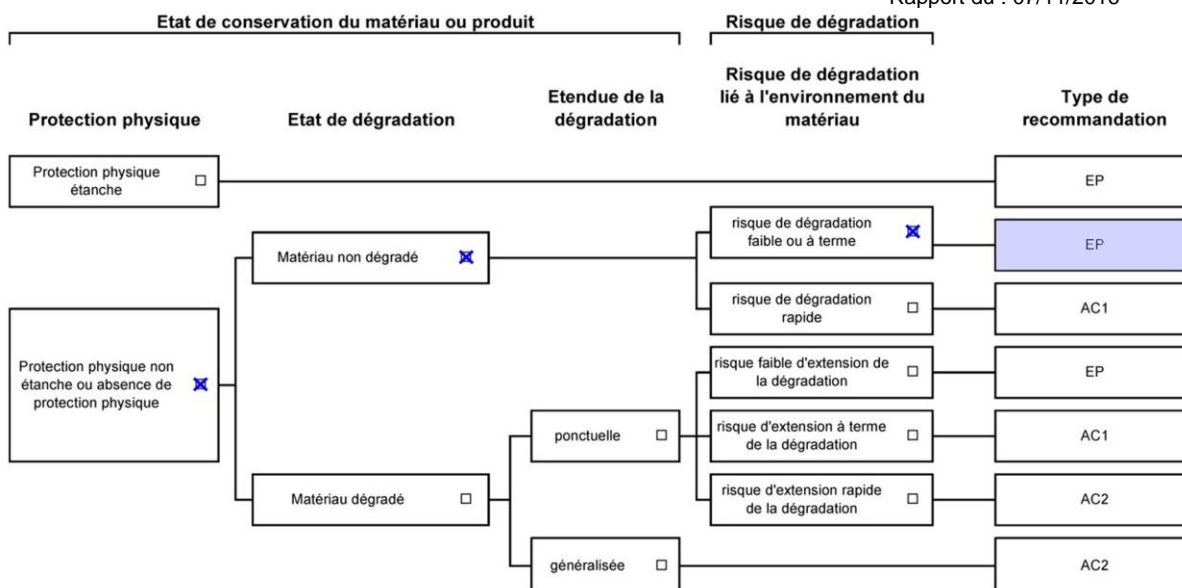 Rapport du : 07/11/2016
Etat de conservation du matériau ou produit
Risque de dégradation
Protection physique
Etat de dégradation
Etendue de la
dégradation
Risque de dégradation
lié à l'environnement du
matériau
Type de
recommandation
Protection physique
étanche
EP
Protection physique non
étanche ou absence de
protection physique
Matériau non dégradé
risque de dégradation
faible ou à terme
EP
risque de dégradation
rapide
AC1
Matériau dégradé
ponctuelle
risque faible d'extension de
la dégradation
EP
risque d'extension à terme
de la dégradation
AC1
risque d'extension rapide
de la dégradation
AC2
généralisée
AC2